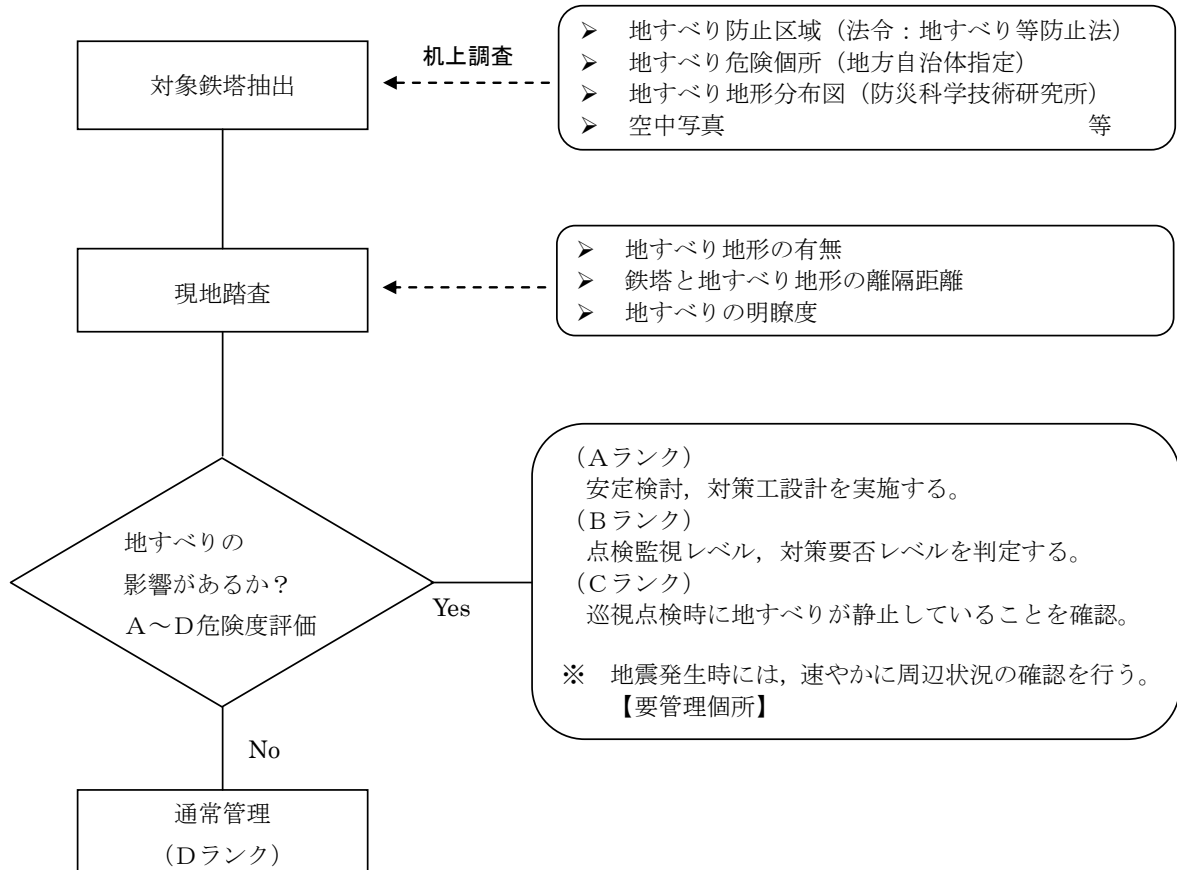 対象鉄塔抽出
机上調査
➢ 地すべり防止区域（法令：地すべり等防止法）
➢ 地すべり危険個所（地方自治体指定）
➢ 地すべり地形分布図（防災科学技術研究所）
➢ 空中写真 等
現地踏査
➢ 地すべり地形の有無
➢ 鉄塔と地すべり地形の離隔距離
➢ 地すべりの明瞭度
地すべりの
影響があるか？
Ａ～Ｄ危険度評価
Yes
（Ａランク）
安定検討，対策工設計を実施する。
（Ｂランク）
点検監視レベル，対策要否レベルを判定する。
（Ｃランク）
巡視点検時に地すべりが静止していることを確認。
※ 地震発生時には，速やかに周辺状況の確認を行う。
【要管理個所】
No
通常管理
（Ｄランク）